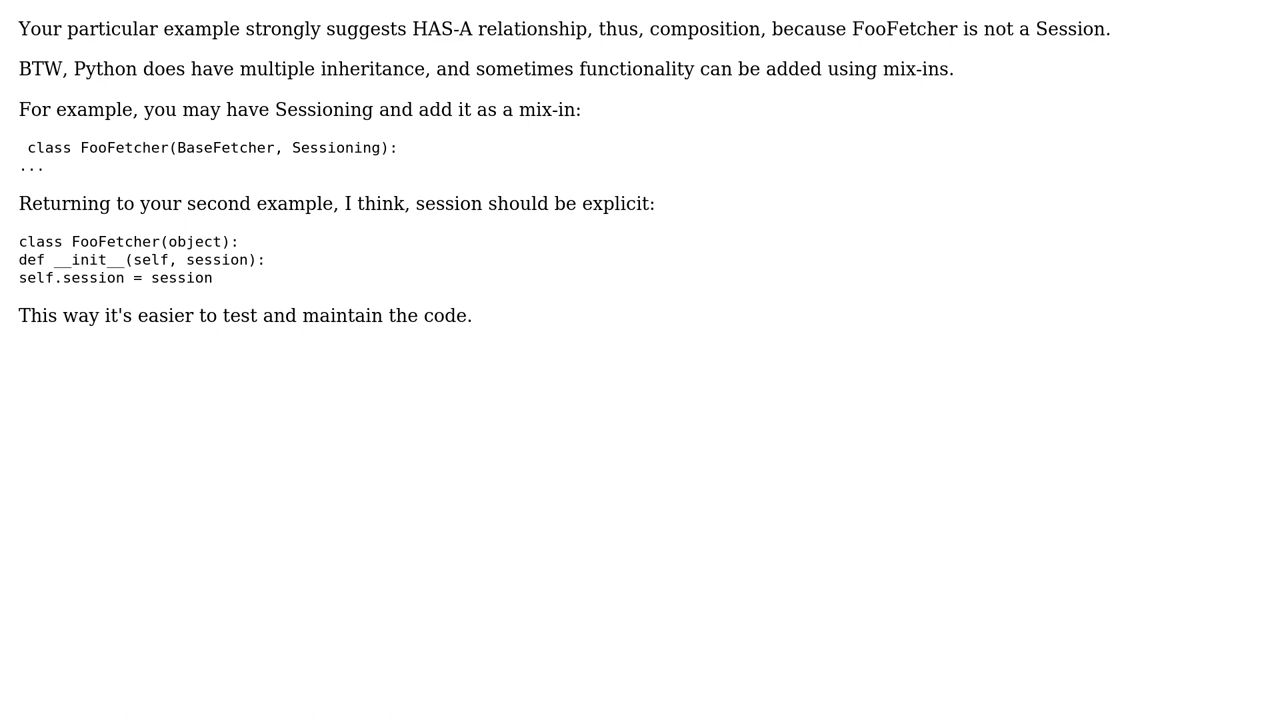 Your particular example strongly suggests HAS-A relationship, thus, composition, because FooFetcher is not a Session.
BTW, Python does have multiple inheritance, and sometimes functionality can be added using mix-ins.
For example, you may have Sessioning and add it as a mix-in:
class FooFetcher(BaseFetcher, Sessioning):
...
Returning to your second example, I think, session should be explicit:
class FooFetcher(object):
def __init__(self, session):
self.session = session
This way it's easier to test and maintain the code.